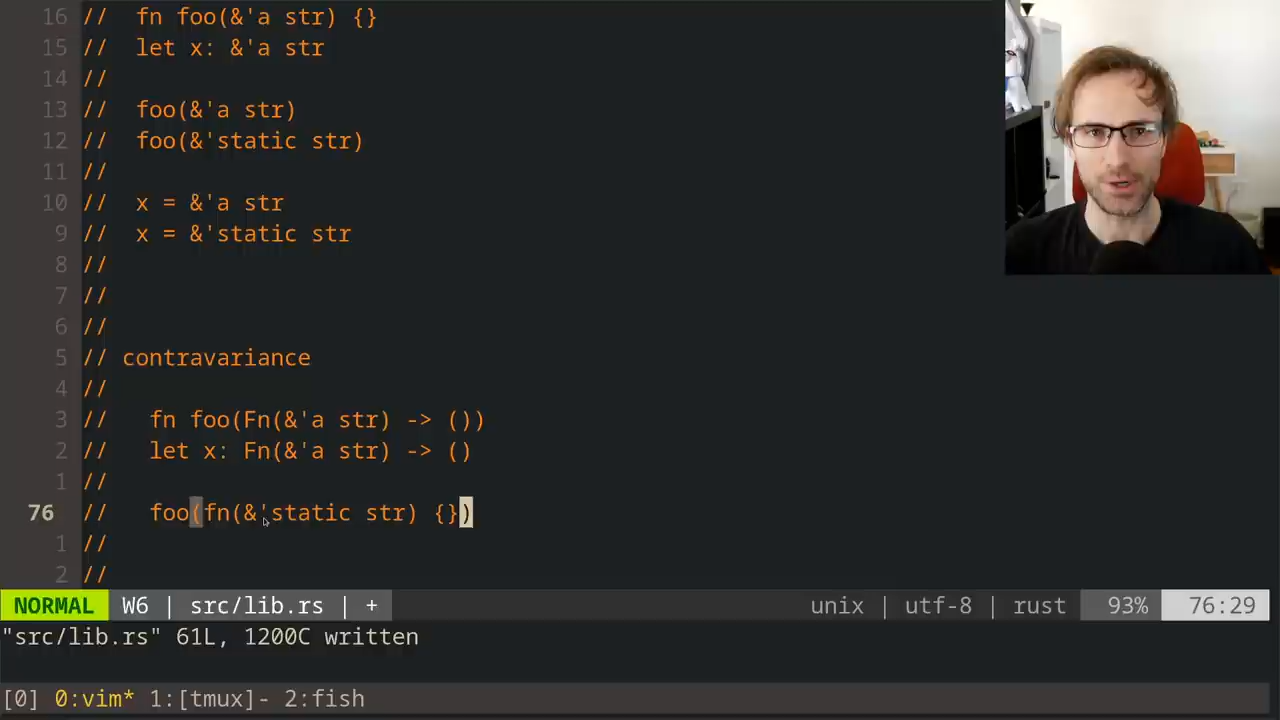 16 //  fn foo(&'a str) {}
15 //  let x: &'a str
14 //
13 //  foo(&'a str)
12 //  foo(&'static str)
11 //
10 //  x = &'a str
9 //  x = &'static str
8 //
7 //
6 //
5 // contravariance
4 //
3 //   fn foo(Fn(&'a str) -> ())
2 //   let x: Fn(&'a str) -> ()
1 //
76 //   foo(fn(&'static str) {})
1 //
2 //
NORMAL W6 | src/lib.rs | + unix | utf-8 | rust 93% 76:29
"src/lib.rs" 61L, 1200C written
[0] 0:vim* 1:[tmux]- 2:fish